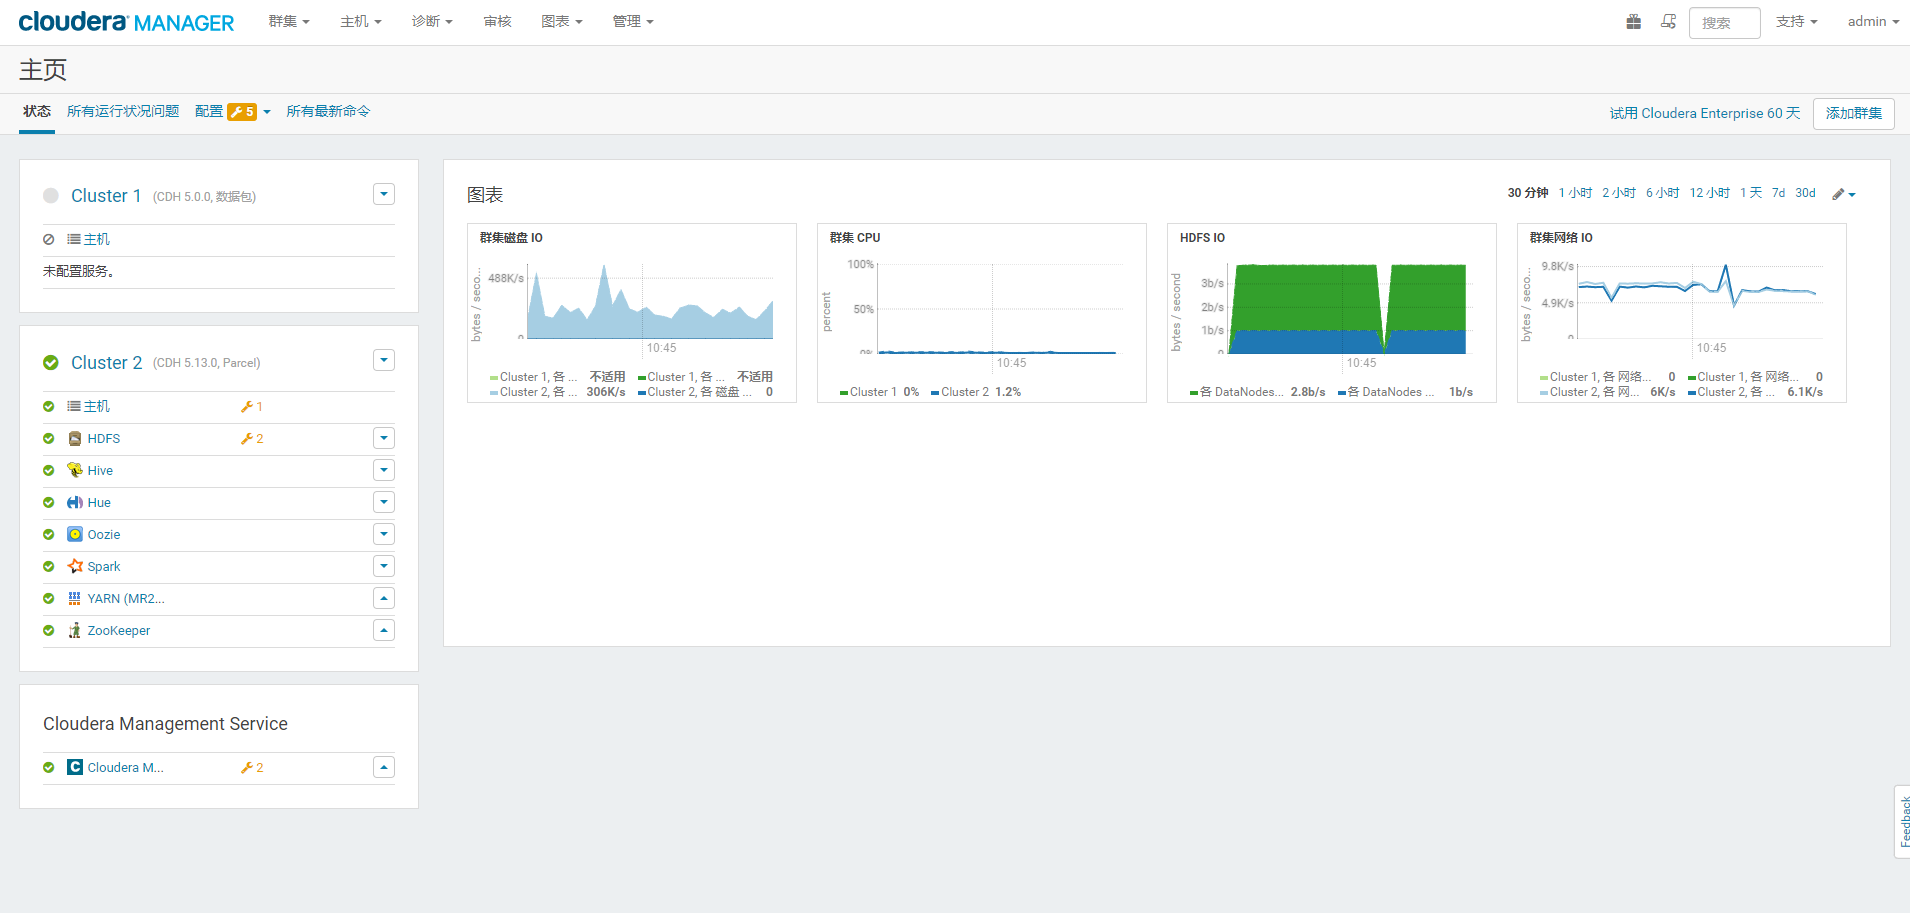 cloudera MANAGER 群集 主机 诊断 审核 图表 管理 搜索 支持 admin
主页
状态 所有运行状况问题 配置 5 所有最新命令 试用 Cloudera Enterprise 60 天 添加群集
Cluster 1 (CDH 5.0.0, 数据包)
主机
未配置服务。
Cluster 2 (CDH 5.13.0, Parcel)
主机 1
HDFS 2
Hive
Hue
Oozie
Spark
YARN (MR2...
ZooKeeper
Cloudera Management Service
Cloudera M... 2
图表 30 分钟 1 小时 2 小时 6 小时 12 小时 1 天 7d 30d
群集磁盘 IO
bytes / seco...
488K/s
0
10:45
Cluster 1, 各 ... 不适用 Cluster 1, 各 ... 不适用
Cluster 2, 各 ... 306K/s Cluster 2, 各 磁盘 ... 0
群集 CPU
percent
100%
50%
0%
10:45
Cluster 1 0% Cluster 2 1.2%
HDFS IO
bytes / second
3b/s
2b/s
1b/s
0
10:45
各 DataNodes... 2.8b/s 各 DataNodes ... 1b/s
群集网络 IO
bytes / seco...
9.8K/s
4.9K/s
0
10:45
Cluster 1, 各 网络... 0 Cluster 1, 各 网络... 0
Cluster 2, 各 网... 6K/s Cluster 2, 各 ... 6.1K/s
Feedback